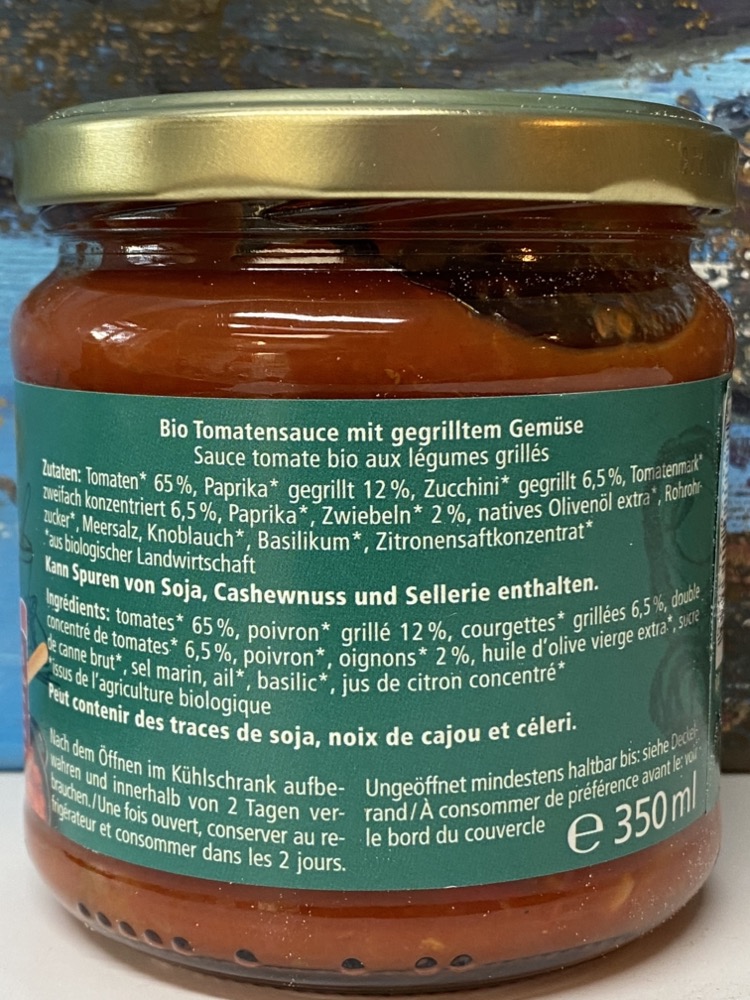 Bio Tomatensauce mit gegrilltem Gemüse
Sauce tomate bio aux légumes grillés
Zutaten: Tomaten* 65%, Paprika* gegrillt 12%, Zucchini* gegrillt 6,5%, Tomatenmark*
zweifach konzentriert 6,5%, Paprika*, Zwiebeln* 2%, natives Olivenöl extra*, Rohrohr-
zucker*, Meersalz, Knoblauch*, Basilikum*, Zitronensaftkonzentrat*
*aus biologischer Landwirtschaft
Kann Spuren von Soja, Cashewnuss und Sellerie enthalten.
Ingrédients: tomates* 65%, poivron* grillé 12%, courgettes* grillées 6,5%, double
concentré de tomates* 6,5%, poivron*, oignons* 2%, huile d'olive vierge extra*, sucre
de canne brut*, sel marin, ail*, basilic*, jus de citron concentré*
*issus de l'agriculture biologique
Peut contenir des traces de soja, noix de cajou et céleri.
Nach dem Öffnen im Kühlschrank aufbe-
wahren und innerhalb von 2 Tagen ver-
brauchen./Une fois ouvert, conserver au re-
frigérateur et consommer dans les 2 jours.
Ungeöffnet mindestens haltbar bis: siehe Deckel-
rand/À consommer de préférence avant le: voir
le bord du couvercle
e 350ml